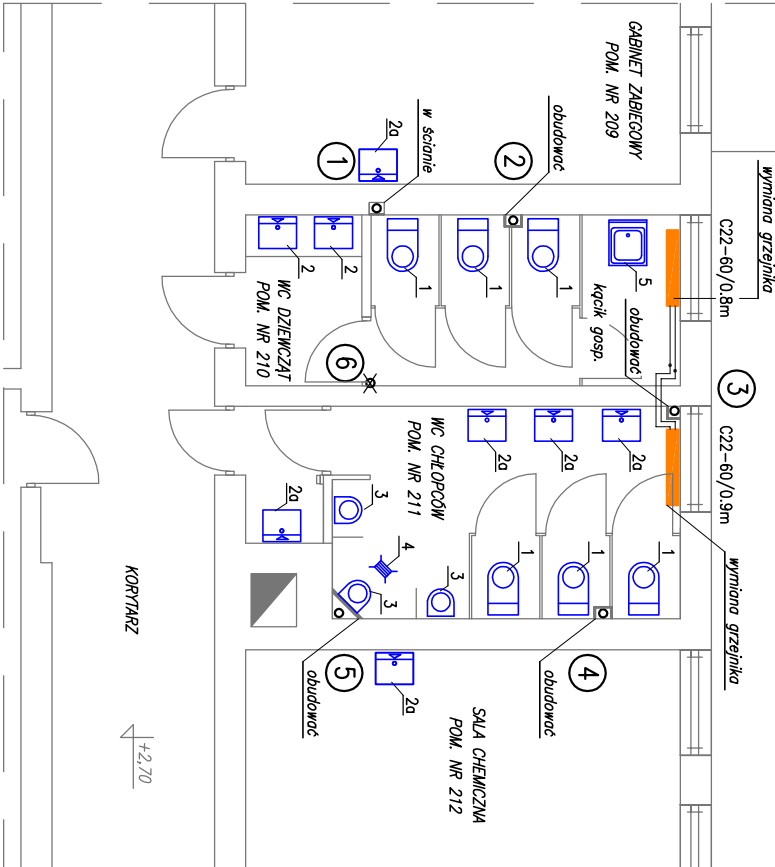 GABINET ZABIEGOWY
POM. NR 209
wymiana grzejnika
C22-60/0.8m
obudować
2
w ścianie
2a
1
5
kącik gosp.
obudować
1
1
1
2
2
WC DZIEWCZĄT
POM. NR 210
6
3
C22-60/0.9m
wymiana grzejnika
2a
2a
2a
WC CHŁOPCÓW
POM. NR 211
2a
3
4
3
3
1
1
1
4
obudować
5
obudować
2a
SALA CHEMICZNA
POM. NR 212
KORYTARZ
+2,70